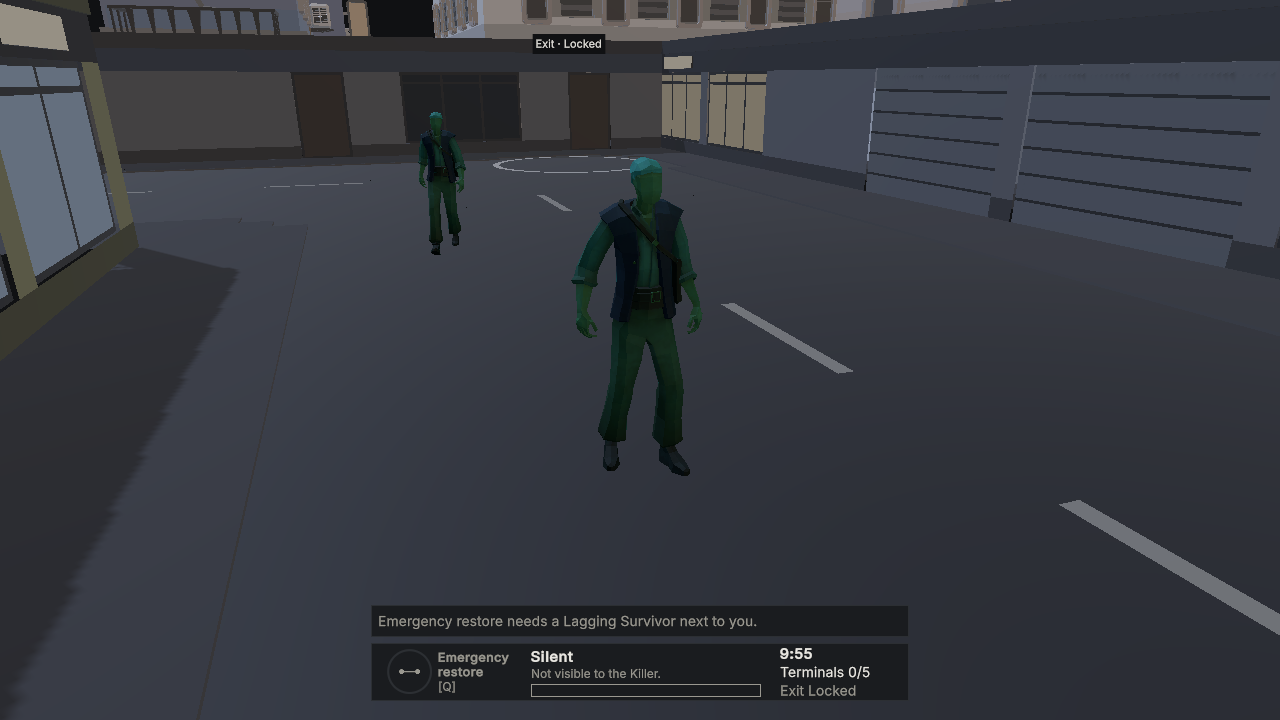 Exit · Locked
Emergency restore needs a Lagging Survivor next to you.
Emergency
restore
[Q]
Silent
Not visible to the Killer.
9:55
Terminals 0/5
Exit Locked